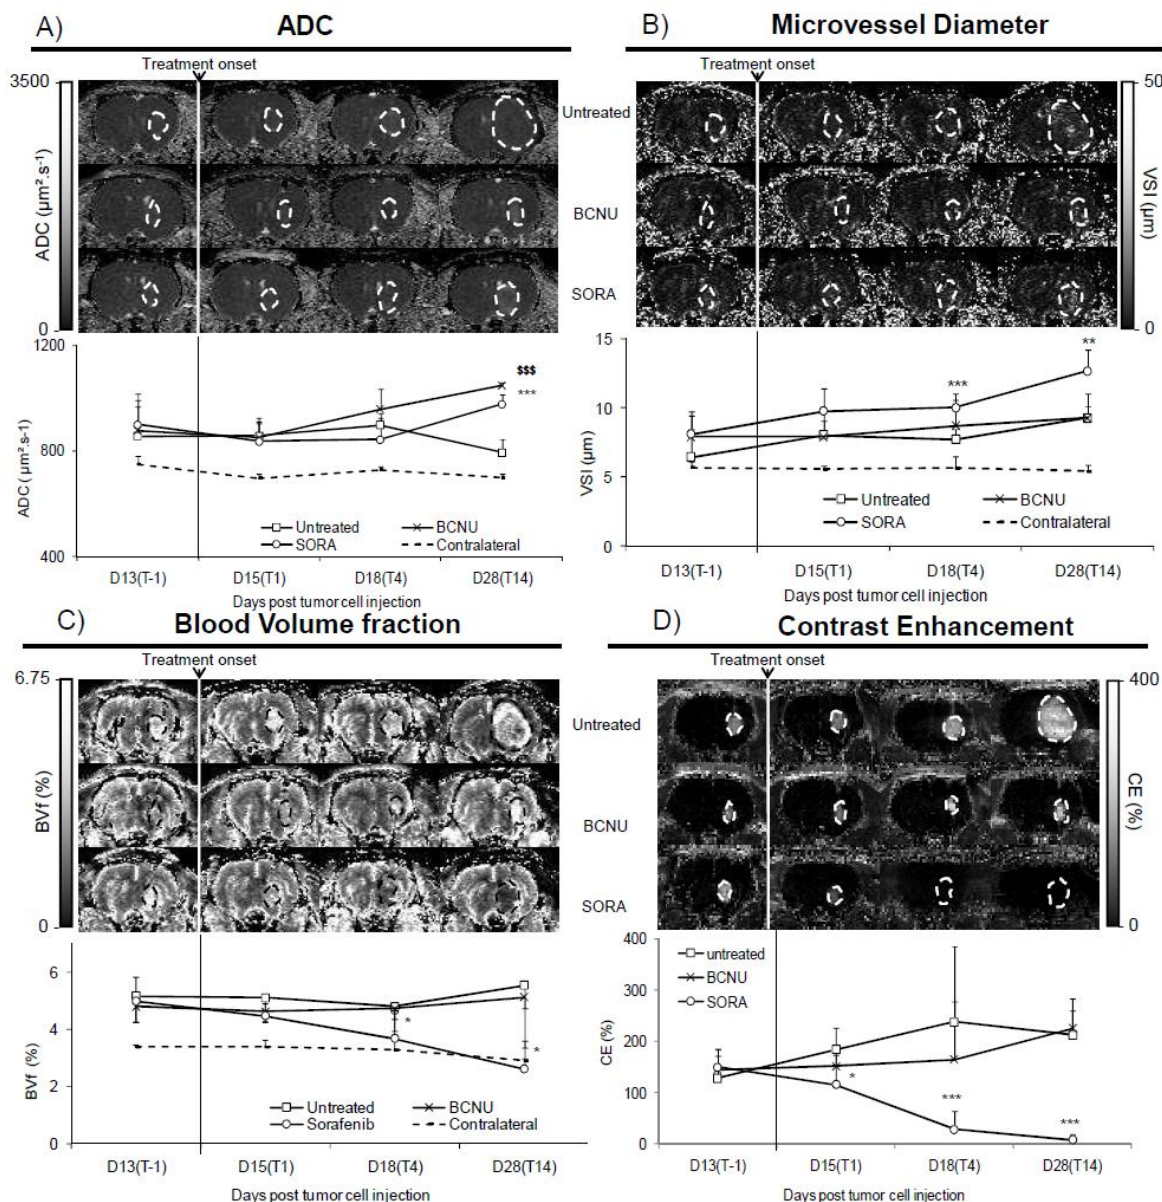 A)
ADC
Treatment onset
3500
ADC (μm².s-1)
0
1200
800
400
ADC (μm².s-1)
$$$
***
Untreated
BCNU
SORA
Contralateral
D13(T-1)
D15(T1)
D18(T4)
D28(T14)
Days post tumor cell injection
B)
Microvessel Diameter
Treatment onset
Untreated
BCNU
SORA
50
VSI (μm)
0
15
10
5
0
VSI (μm)
***
**
Untreated
BCNU
SORA
Contralateral
D13(T-1)
D15(T1)
D18(T4)
D28(T14)
Days post tumor cell injection
C)
Blood Volume fraction
Treatment onset
6.75
BVf (%)
0
6
4
2
0
BVf (%)
*
*
Untreated
BCNU
Sorafenib
Contralateral
D13(T-1)
D15(T1)
D18(T4)
D28(T14)
Days post tumor cell injection
D)
Contrast Enhancement
Treatment onset
Untreated
BCNU
SORA
400
CE (%)
0
400
300
200
100
0
CE (%)
untreated
BCNU
SORA
*
***
***
D13(T-1)
D15(T1)
D18(T4)
D28(T14)
Days post tumor cell injection